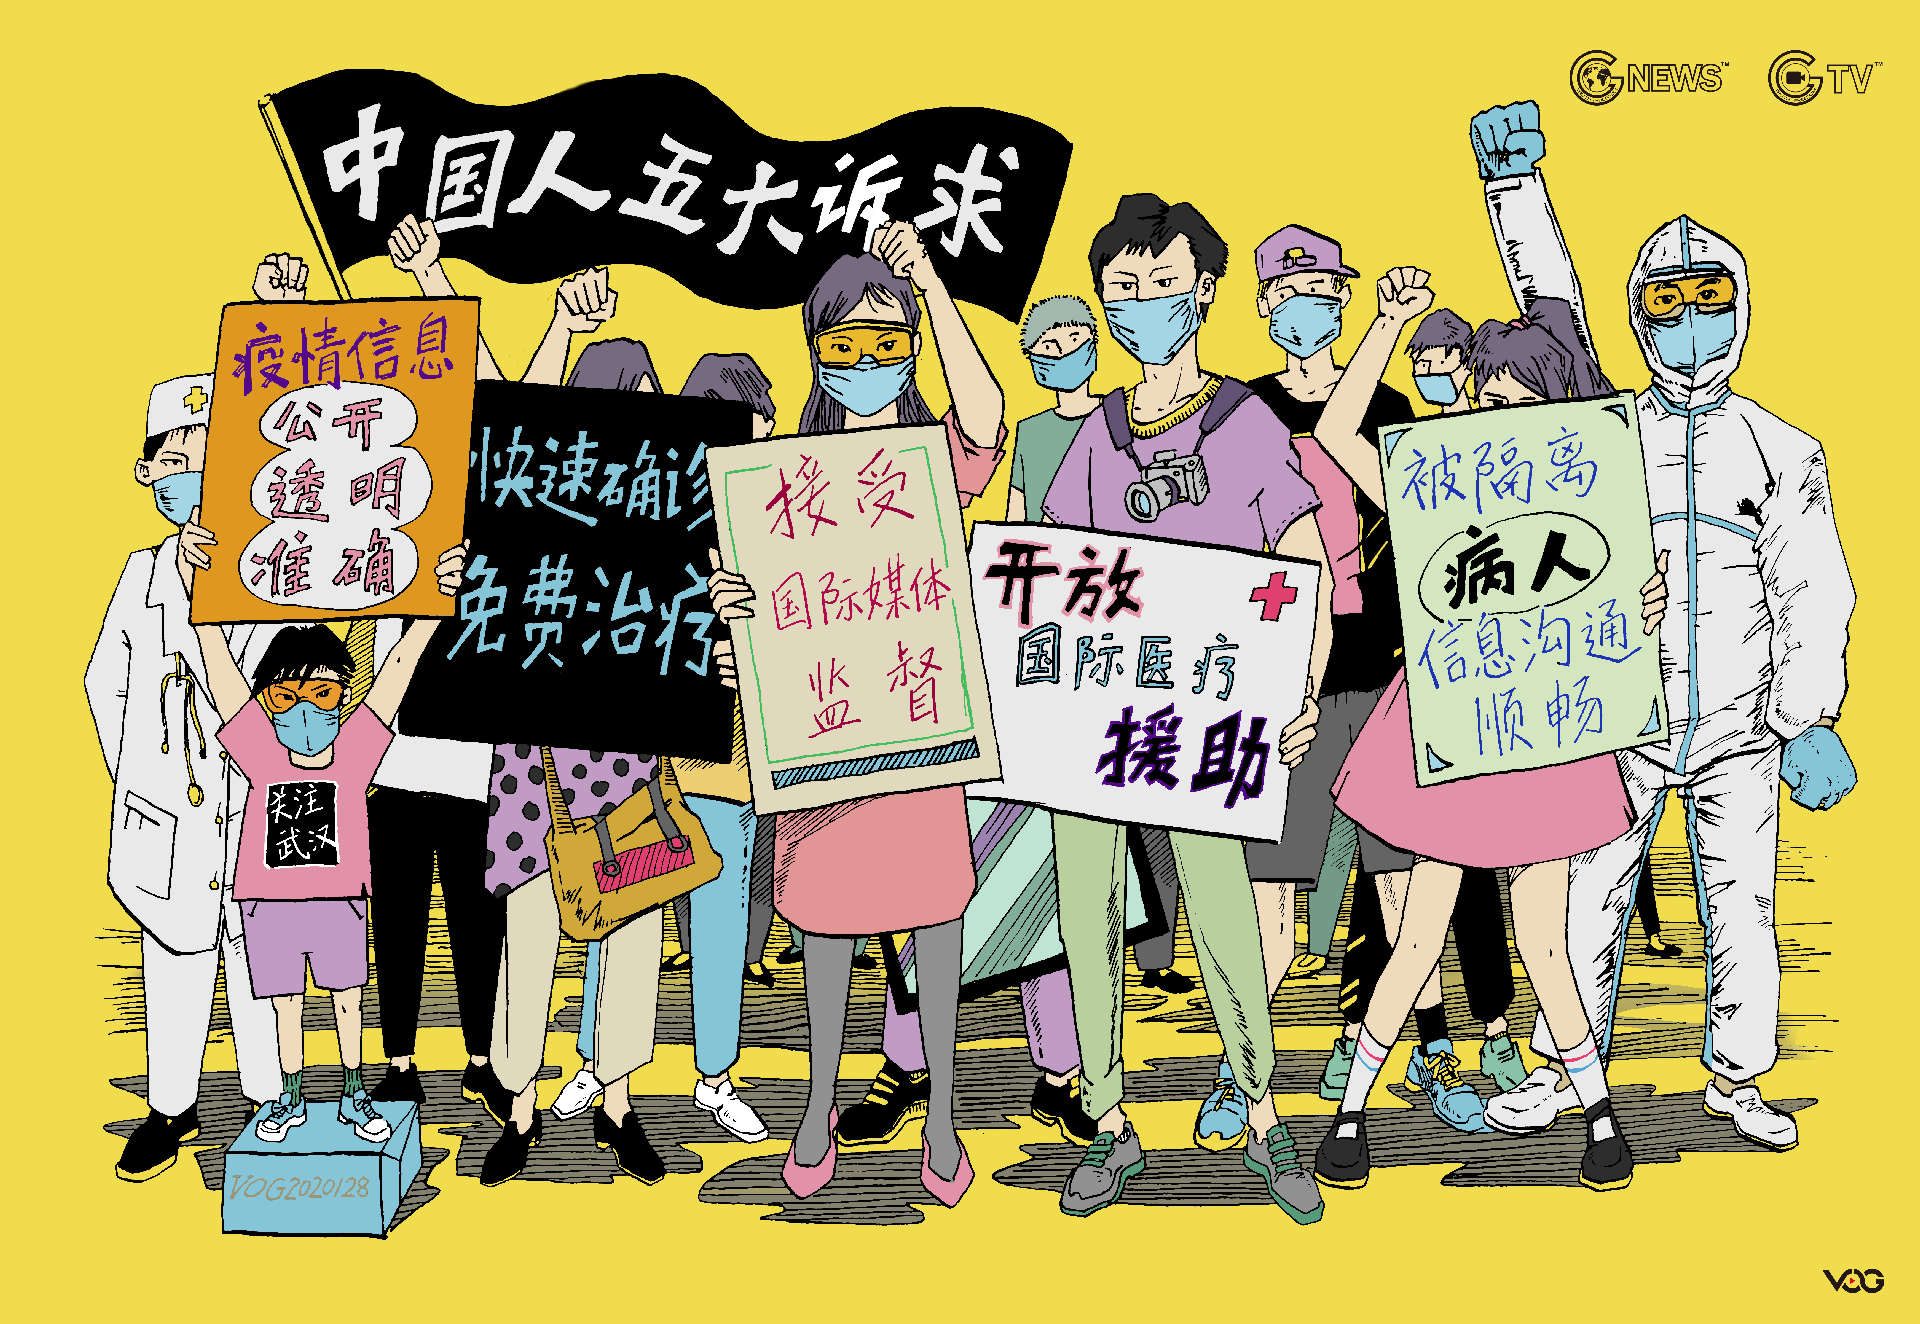 中国人五大诉求
G NEWS™
G TV™
疫情信息
公开
透明
准确
快速确诊
免费治疗
接受
国际媒体
监督
开放
国际医疗
援助
被隔离
病人
信息沟通
顺畅
关注
武汉
VOG2020128
VOG